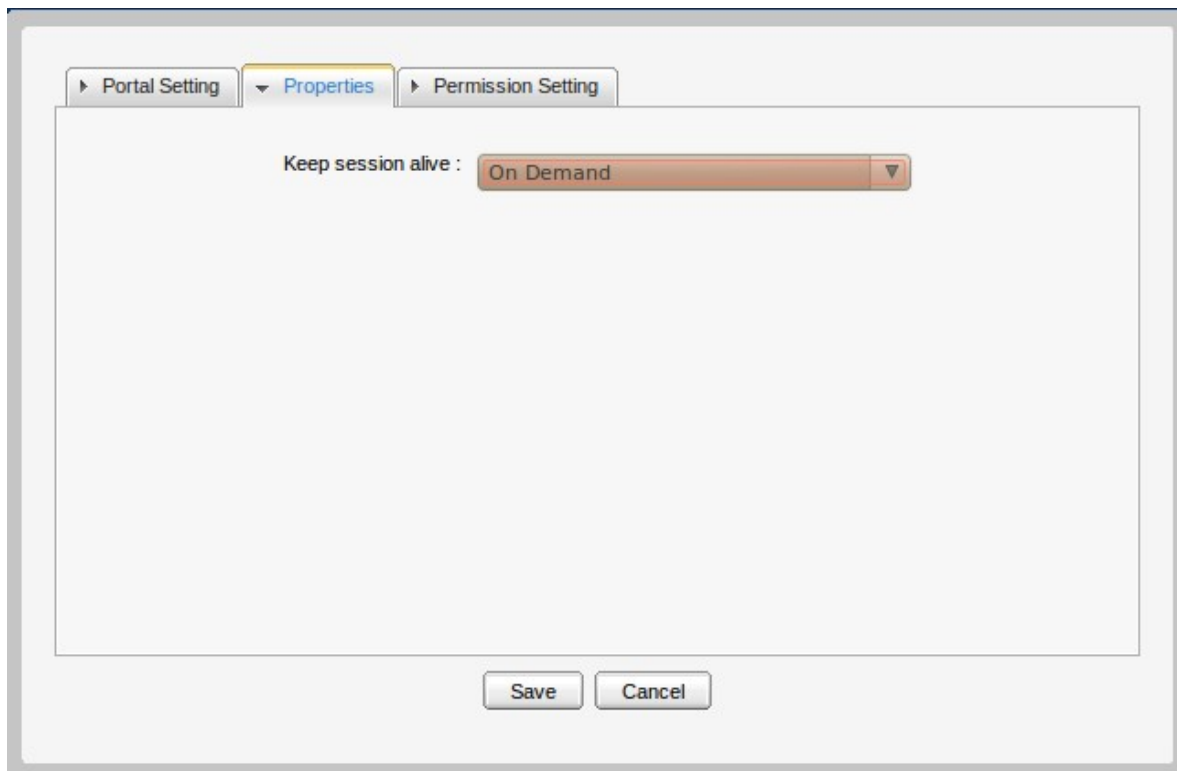 Portal Setting Properties Permission Setting
Keep session alive : On Demand
Save Cancel